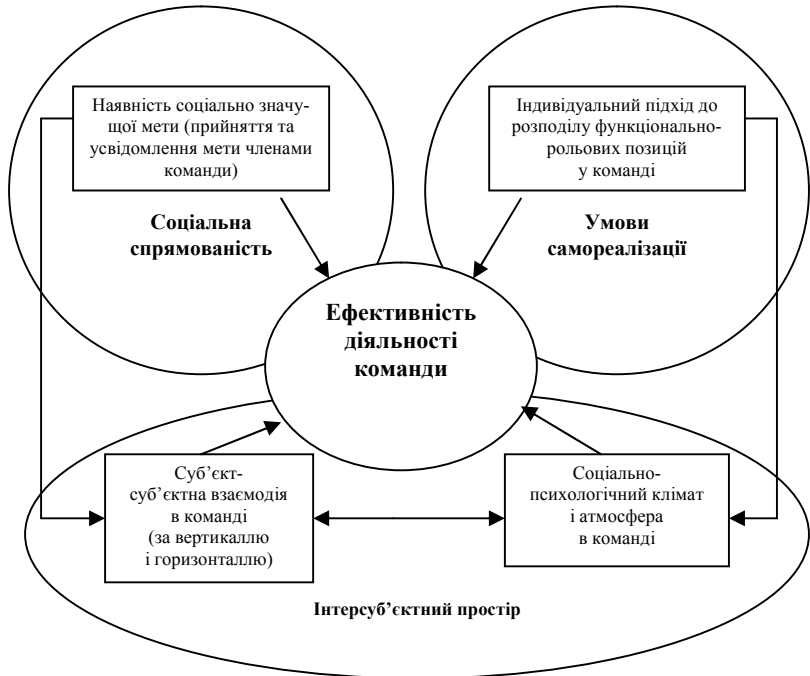 Наявність соціально значу-
щої мети (прийняття та
усвідомлення мети членами
команди)
Індивідуальний підхід до
розподілу функціонально-
рольових позицій
у команді
Соціальна
спрямованість
Умови
самореалізації
Ефективність
діяльності
команди
Суб’єкт-
суб’єктна взаємодія
в команді
(за вертикаллю
і горизонталлю)
Соціально-
психологічний клімат
і атмосфера
в команді
Інтерсуб’єктний простір